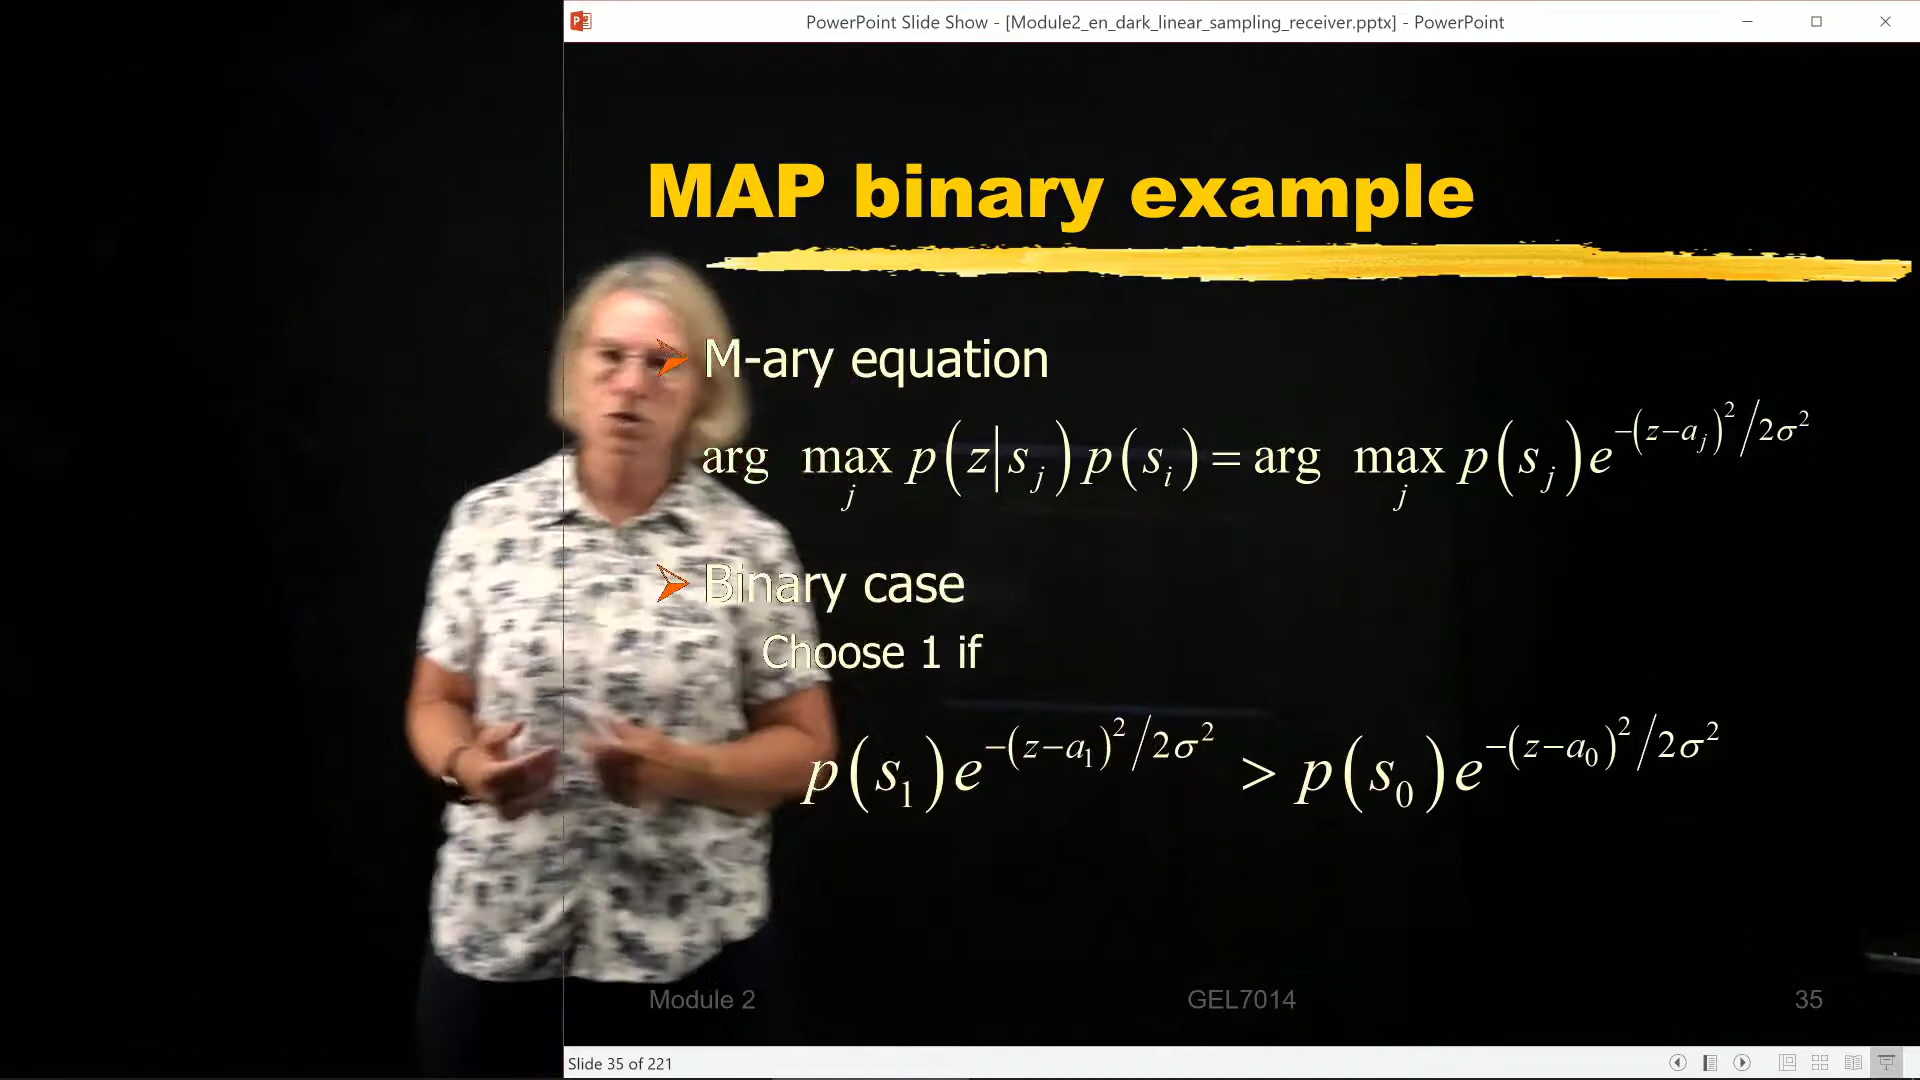 PowerPoint Slide Show - [Module2_en_dark_linear_sampling_receiver.pptx] - PowerPoint
MAP binary example
M-ary equation
arg max_j p(z|s_j)p(s_i) = arg max_j p(s_j)e^{-(z-a_j)^2/2σ^2}
Binary case
Choose 1 if
p(s_1)e^{-(z-a_1)^2/2σ^2} > p(s_0)e^{-(z-a_0)^2/2σ^2}
Module 2 GEL7014 35
Slide 35 of 221